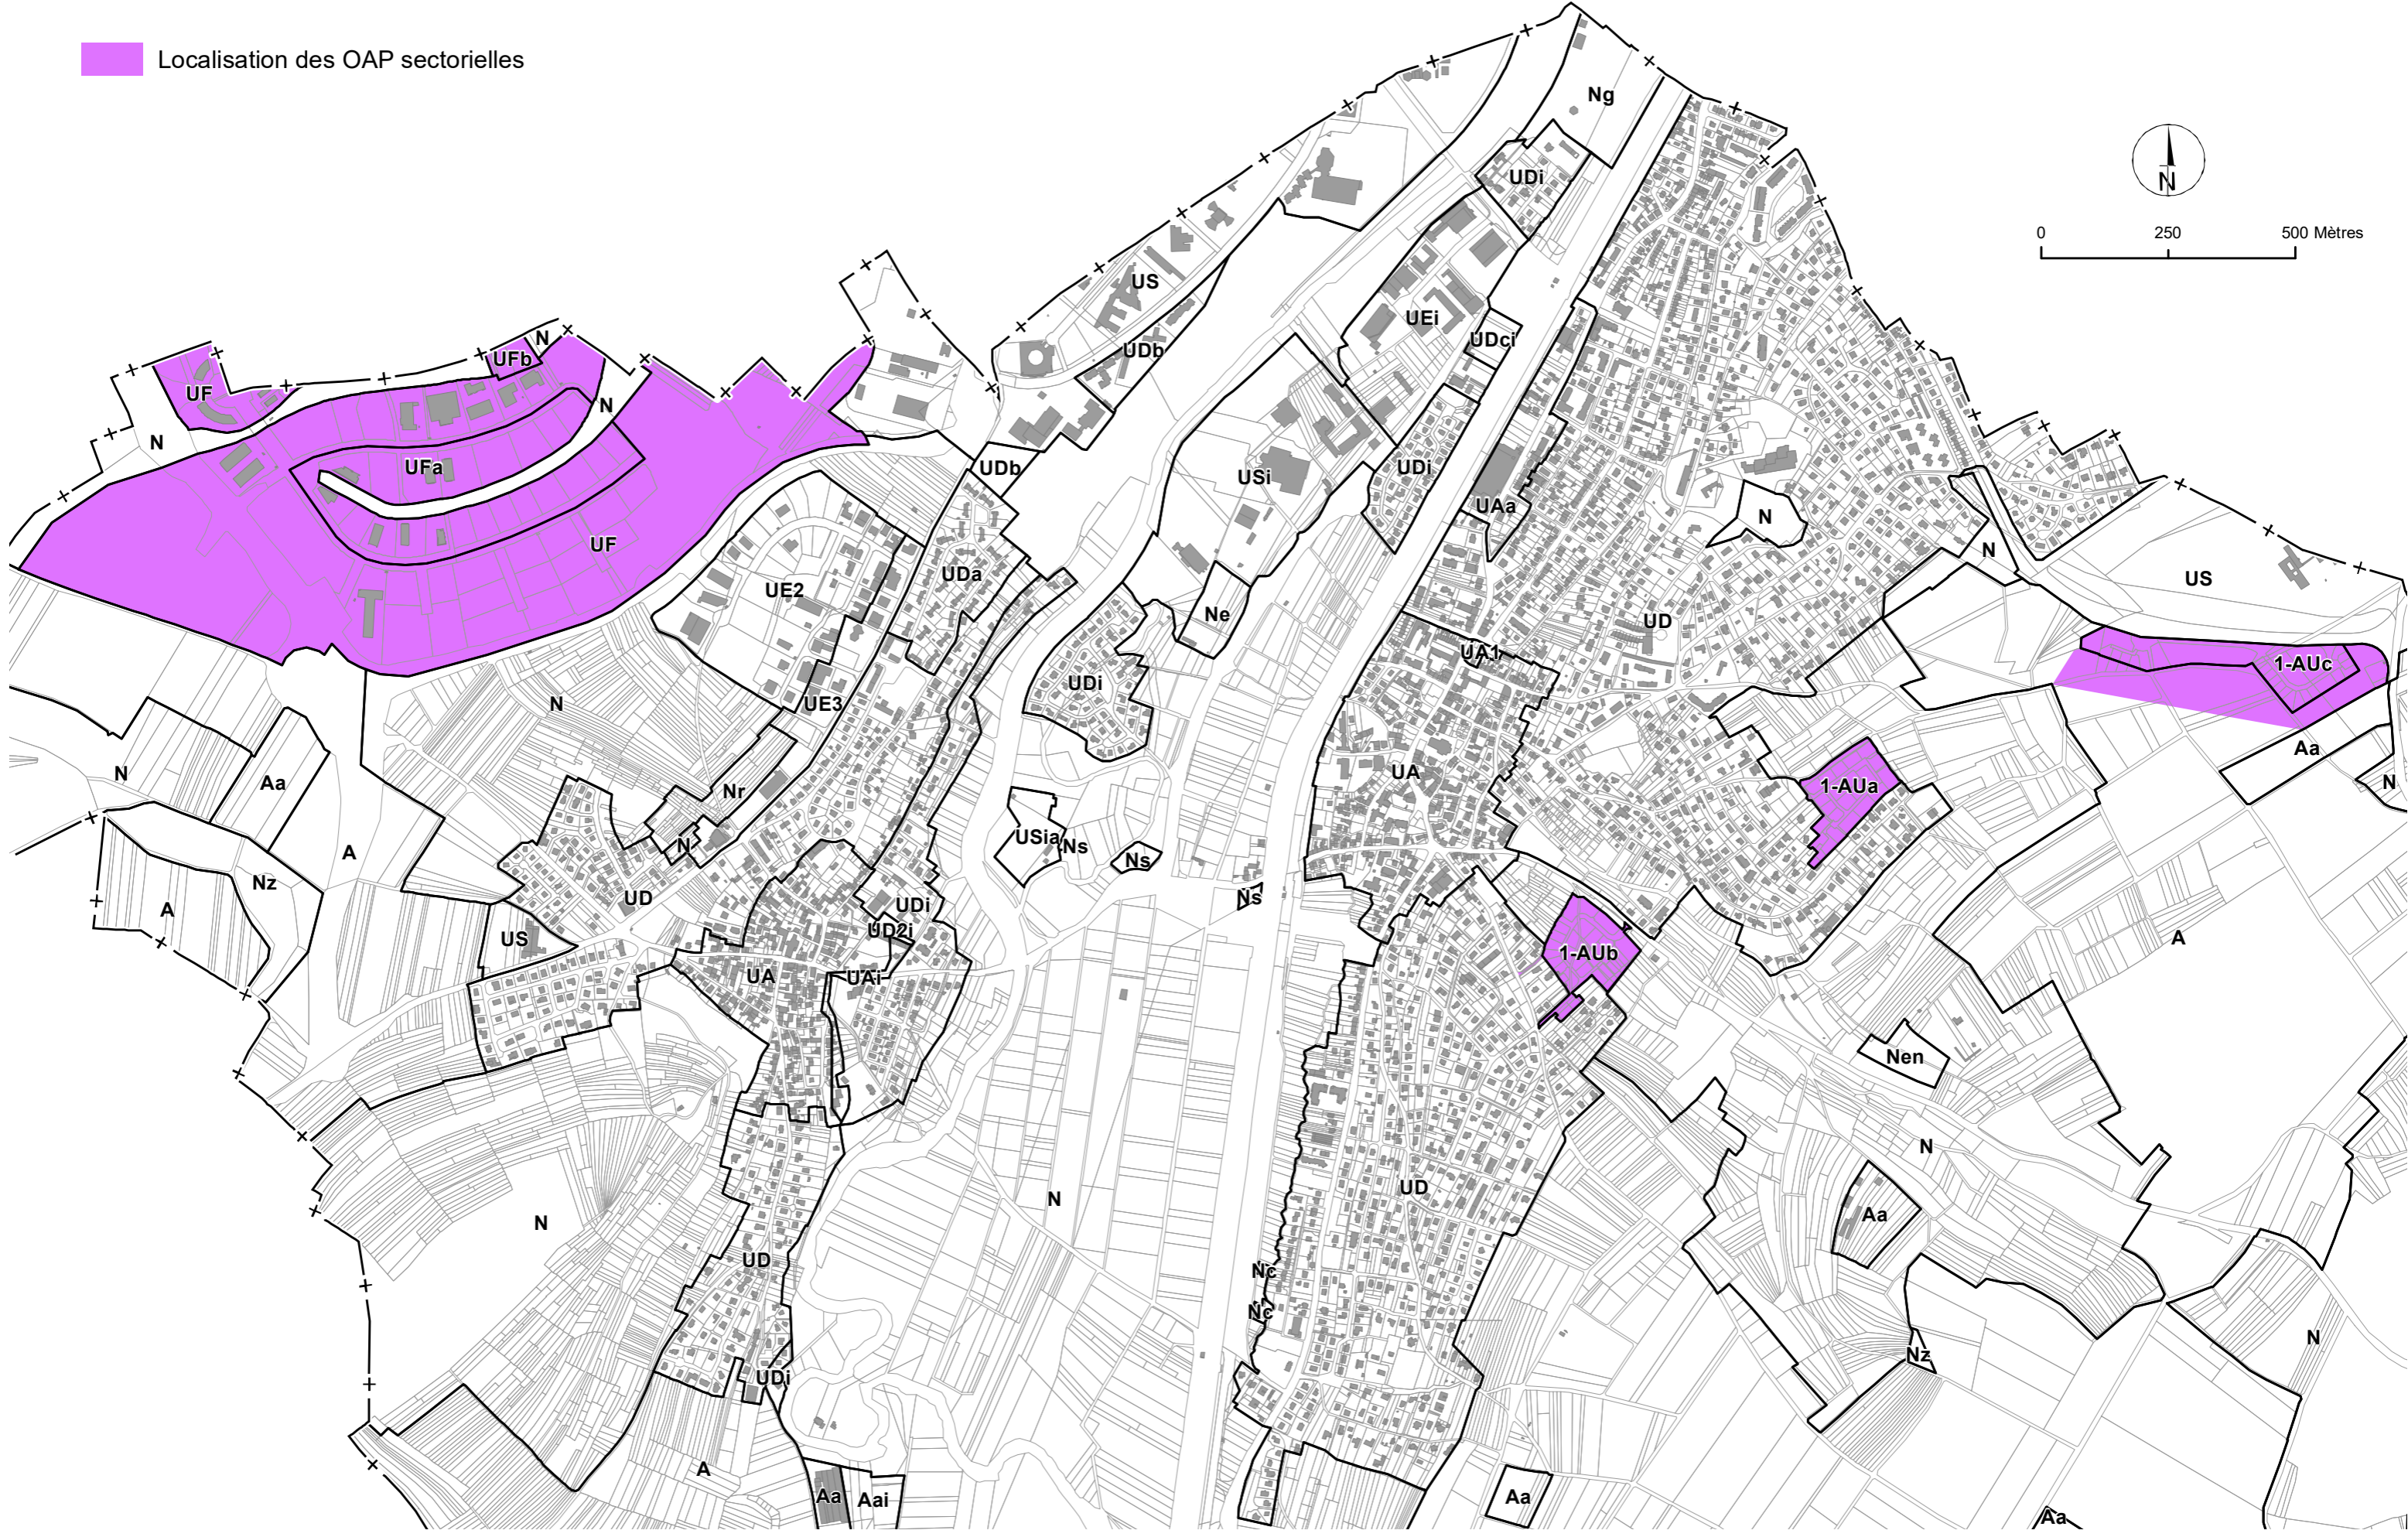 Localisation des OAP sectorielles
Ng
N
0 250 500 Mètres
UDi
US
UEi
UDci
UDb
N
UFb
UF
N
N
UFa
UDb
USi
UDi
UAa
N
N
UF
US
UDa
UE2
Ne
UD
UA1
1-AUc
UDi
UE3
N
Aa
N
UA
N
Aa
Nr
1-AUa
USia
Ns
Ns
N
A
Nz
A
UD
UDi
Ns
US
UD2i
1-AUb
A
UA
UAi
Nen
N
N
N
UD
Aa
UD
Nc
Nc
N
Nz
UDi
A
Aa
Aai
Aa
Aa